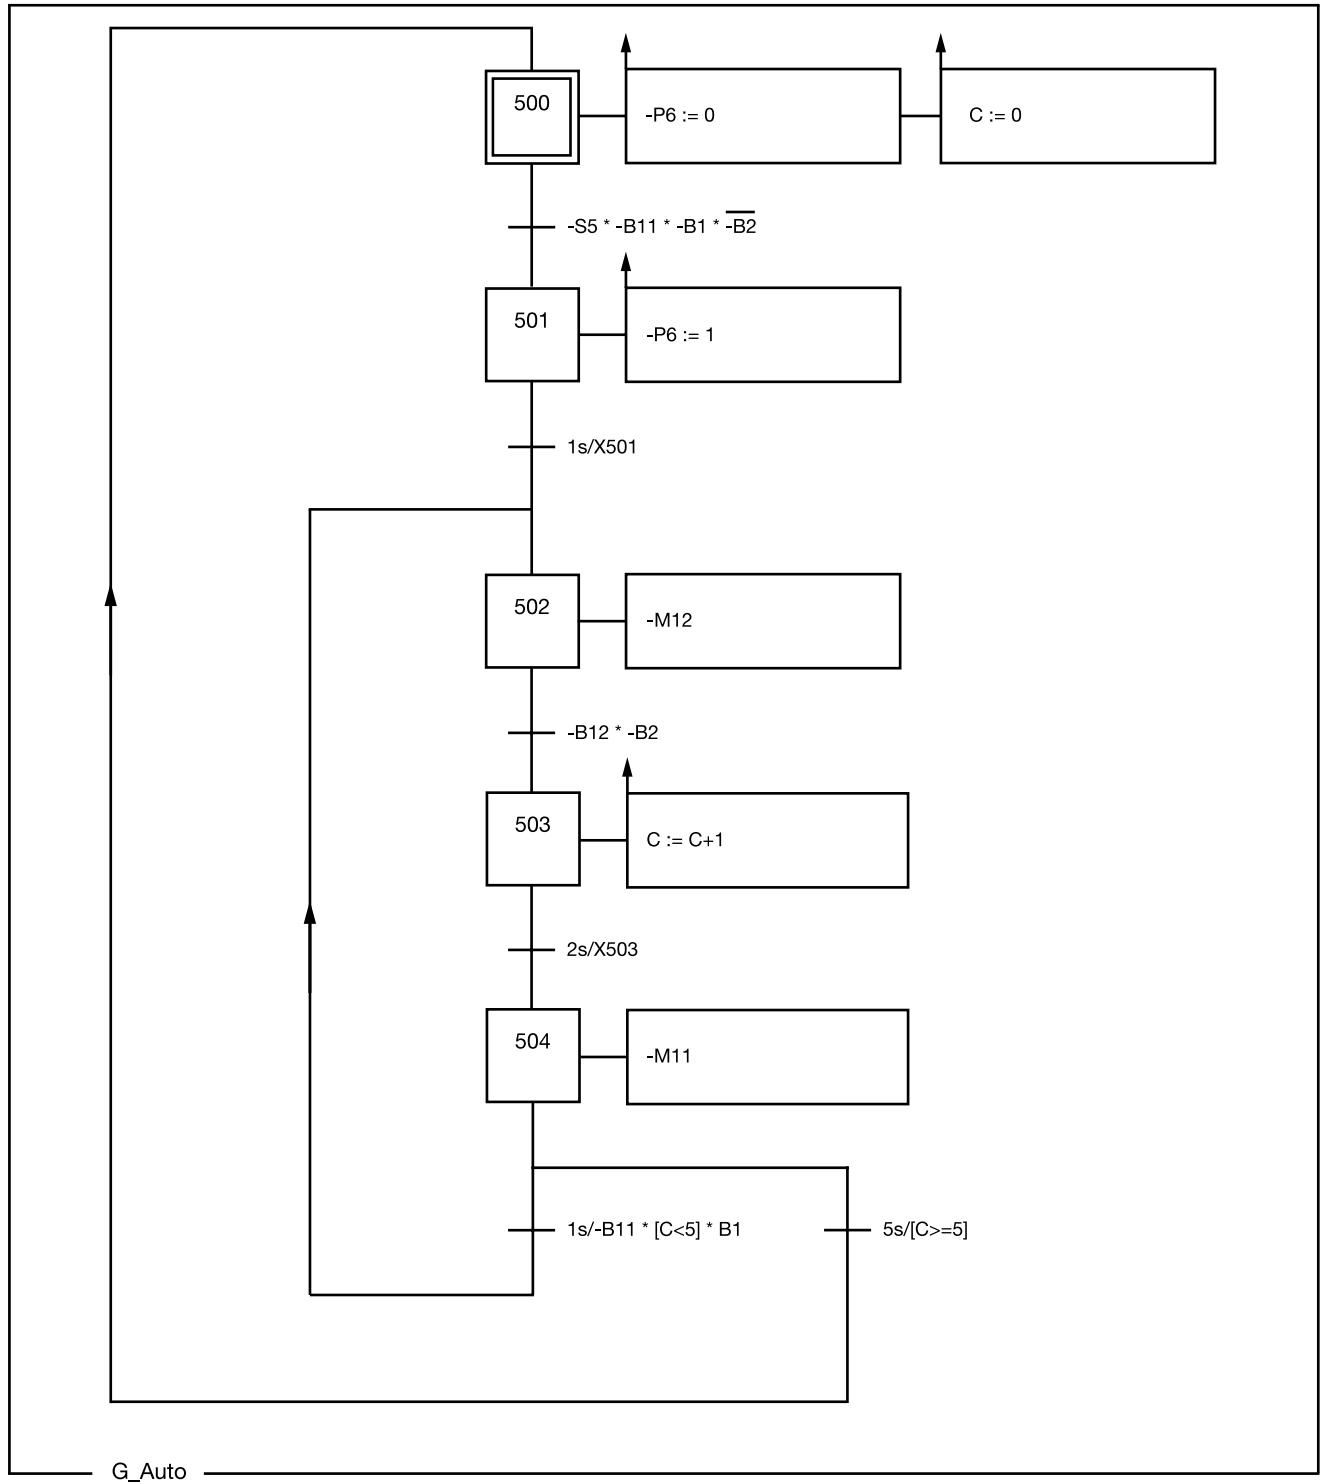 500
-P6 := 0
C := 0
-S5 * -B11 * -B1 * -B̅2̅
501
-P6 := 1
1s/X501
502
-M12
-B12 * -B2
503
C := C+1
2s/X503
504
-M11
1s/-B11 * [C<5] * B1
5s/[C>=5]
G_Auto